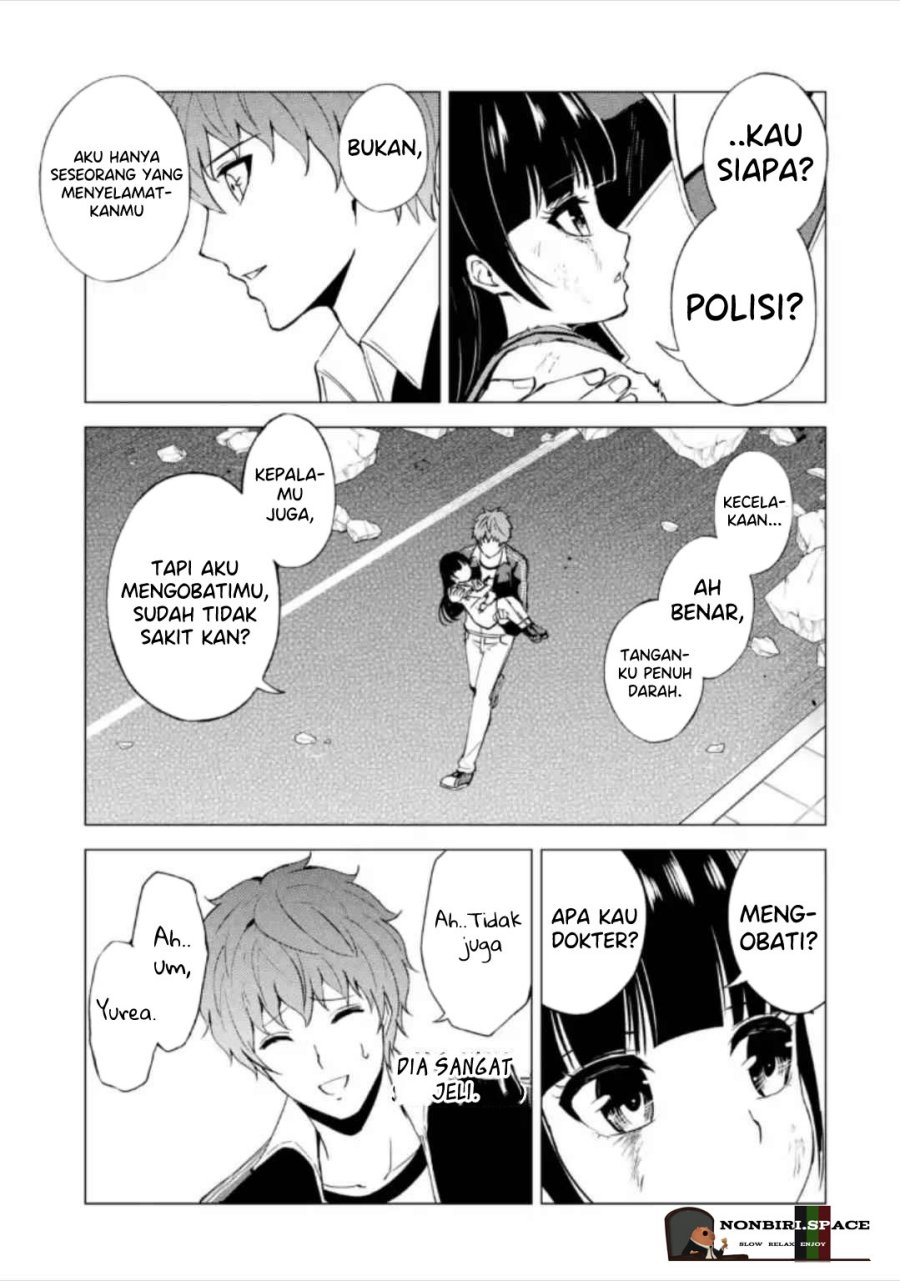 ..KAU
SIAPA?
POLISI?
BUKAN,
AKU HANYA
SESEORANG YANG
MENYELAMAT-
KANMU
KECELA-
KAAN...
AH
BENAR,
TANGAN-
KU PENUH
DARAH.
KEPALA-
MU
JUGA,
TAPI AKU
MENGOBATIMU,
SUDAH TIDAK
SAKIT KAN?
MENG-
OBATI?
APA KAU
DOKTER?
Ah..Tidak
juga
DIA SANGAT
JELI.
Ah..
um,
Yurea.
NONBIRI.SPACE
SLOW RELAX ENJOY